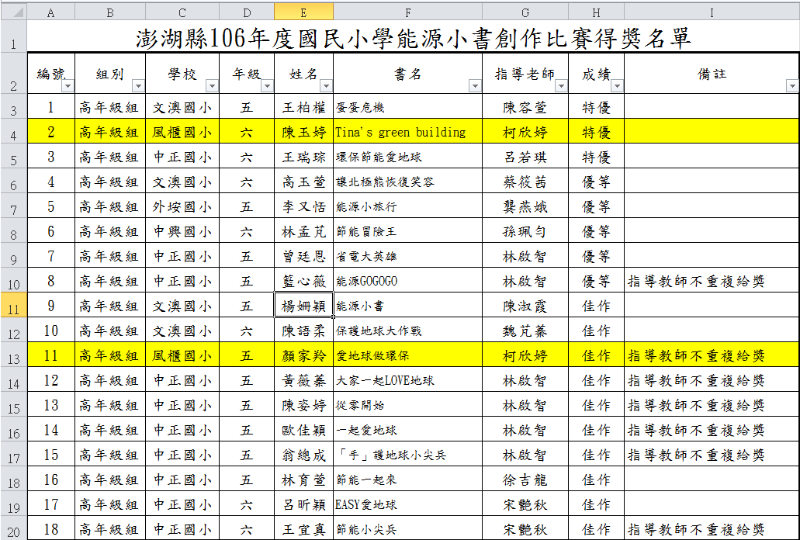 A B C D E F G H I
1 澎湖縣106年度國民小學能源小書創作比賽得獎名單
2 編號 組別 學校 年級 姓名 書名 指導老師 成績 備註
3 1 高年級組 文澳國小 五 王柏權 蛋蛋危機 陳容萱 特優
4 2 高年級組 風櫃國小 六 陳玉婷 Tina's green building 柯欣婷 特優
5 3 高年級組 中正國小 六 王瑞琮 環保節能愛地球 呂若琪 特優
6 4 高年級組 文澳國小 六 高玉萱 讓北極熊恢復笑容 蔡筱茜 優等
7 5 高年級組 外垵國小 五 李又恬 能源小旅行 龔燕娥 優等
8 6 高年級組 中興國小 六 林孟芃 節能冒險王 孫珮勻 優等
9 7 高年級組 中正國小 五 曾廷恩 省電大英雄 林啟智 優等
10 8 高年級組 中正國小 五 籃心薇 能源GOGOGO 林啟智 優等 指導教師不重複給獎
11 9 高年級組 文澳國小 五 楊姍穎 能源小書 陳淑霞 佳作
12 10 高年級組 文澳國小 六 陳語柔 保護地球大作戰 魏芃蓁 佳作
13 11 高年級組 風櫃國小 五 顏家羚 愛地球做環保 柯欣婷 佳作 指導教師不重複給獎
14 12 高年級組 中正國小 五 黃薇蓁 大家一起LOVE地球 林啟智 佳作 指導教師不重複給獎
15 13 高年級組 中正國小 五 陳姿婷 從零開始 林啟智 佳作 指導教師不重複給獎
16 14 高年級組 中正國小 五 歐佳穎 一起愛地球 林啟智 佳作 指導教師不重複給獎
17 15 高年級組 中正國小 五 翁總成 「手」護地球小尖兵 林啟智 佳作 指導教師不重複給獎
18 16 高年級組 中正國小 五 林育萱 節能一起來 徐吉龍 佳作
19 17 高年級組 中正國小 六 呂昕穎 EASY愛地球 宋艷秋 佳作
20 18 高年級組 中正國小 六 王宜真 節能小尖兵 宋艷秋 佳作 指導教師不重複給獎